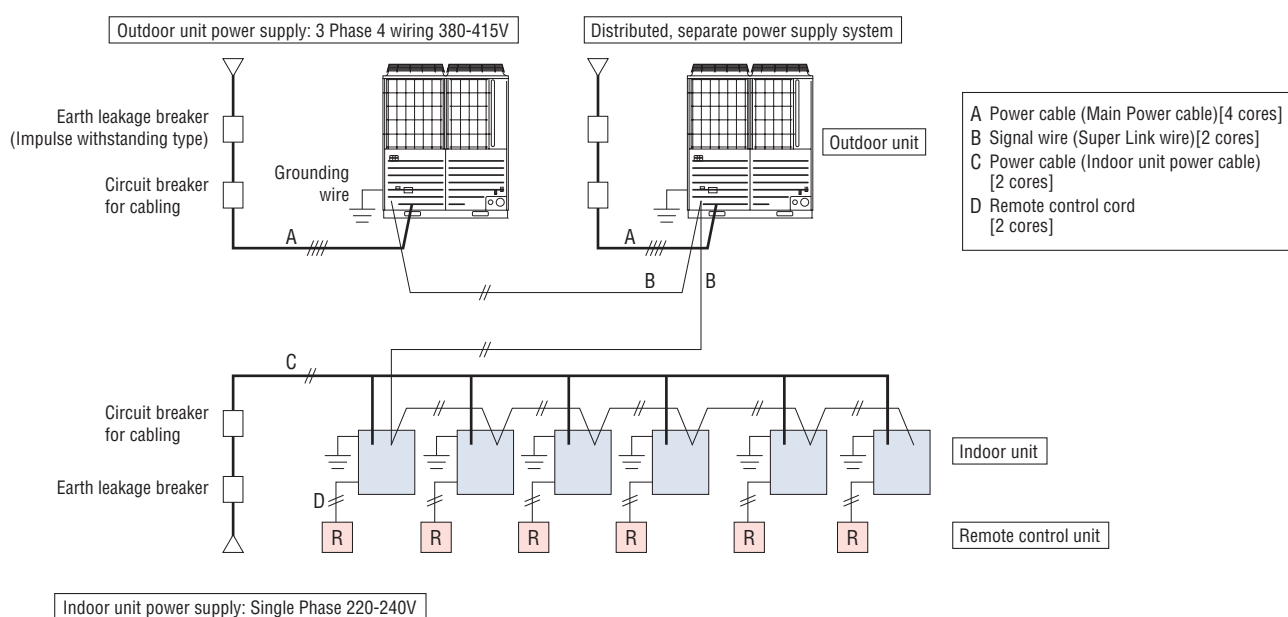 Outdoor unit power supply: 3 Phase 4 wiring 380-415V
Distributed, separate power supply system
Earth leakage breaker
(Impulse withstanding type)
Circuit breaker
for cabling
Grounding
wire
Outdoor unit
A Power cable (Main Power cable)[4 cores]
B Signal wire (Super Link wire)[2 cores]
C Power cable (Indoor unit power cable)
[2 cores]
D Remote control cord
[2 cores]
A
A
B
B
C
Circuit breaker
for cabling
Earth leakage breaker
Indoor unit
D
R
R
R
R
R
R
Remote control unit
Indoor unit power supply: Single Phase 220-240V